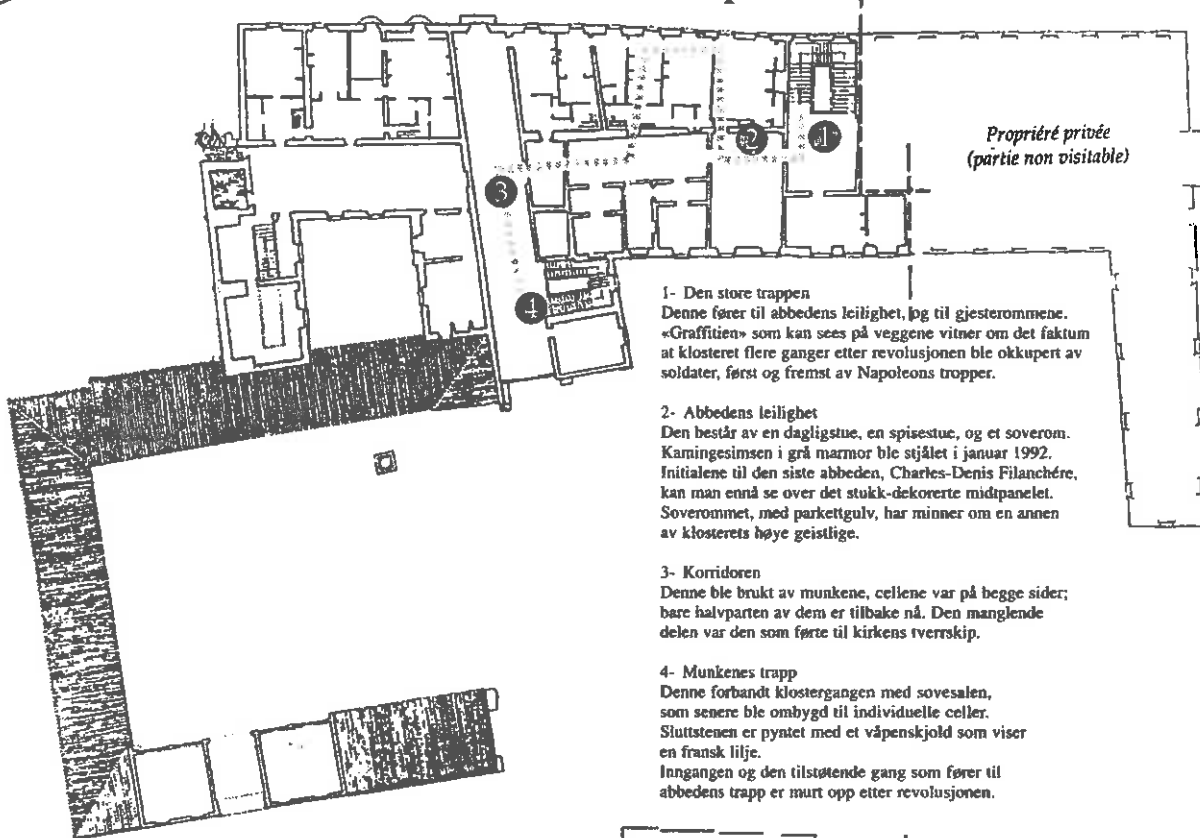 Propriéré privée
(partie non visitable)
2
1
3
4
1- Den store trappen
Denne fører til abbedens leilighet, og til gjesterommene.
«Graffitien» som kan sees på veggene vitner om det faktum
at klosteret flere ganger etter revolusjonen ble okkupert av
soldater, først og fremst av Napoleons tropper.
2- Abbedens leilighet
Den består av en dagligstue, en spisestue, og et soverom.
Kamingesimsen i grå marmor ble stjålet i januar 1992.
Initialene til den siste abbeden, Charles-Denis Filanchére,
kan man ennå se over det stukk-dekorerte midtpanelet.
Soverommet, med parkettgulv, har minner om en annen
av klosterets høye geistlige.
3- Korridoren
Denne ble brukt av munkene, cellene var på begge sider;
bare halvparten av dem er tilbake nå. Den manglende
delen var den som førte til kirkens tverrskip.
4- Munkenes trapp
Denne forbandt klostergangen med sovesalen,
som senere ble ombygd til individuelle celler.
Sluttstenen er pyntet med et våpenskjold som viser
en fransk lilje.
Inngangen og den tilstøtende gang som fører til
abbedens trapp er murt opp etter revolusjonen.